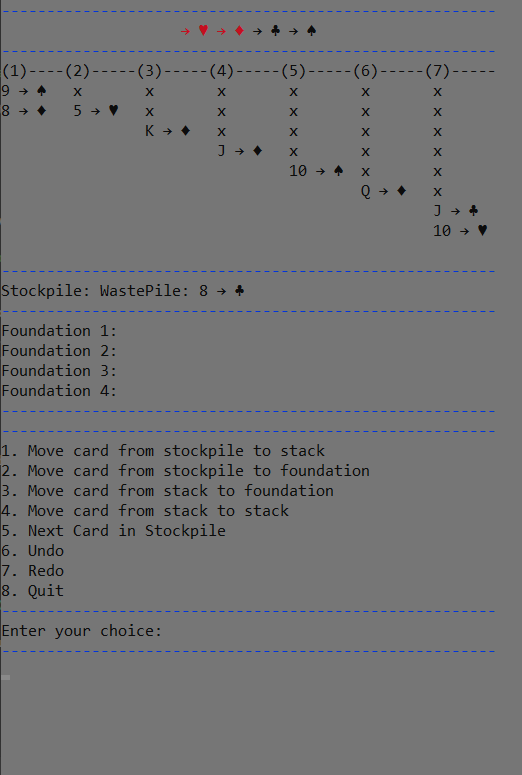 -------------------------------------------------------
→ ♥ → ♦ → ♣ → ♠
-------------------------------------------------------
(1)----(2)-----(3)-----(4)-----(5)-----(6)-----(7)-----
9 → ♠   x       x       x       x       x       x
8 → ♦   5 → ♥   x       x       x       x       x
                K → ♦   x       x       x       x
                        J → ♦   x       x       x
                                10 → ♠  x       x
                                        Q → ♦   x
                                                J → ♣
                                                10 → ♥
-------------------------------------------------------
Stockpile: WastePile: 8 → ♣
-------------------------------------------------------
Foundation 1:
Foundation 2:
Foundation 3:
Foundation 4:
-------------------------------------------------------
-------------------------------------------------------
1. Move card from stockpile to stack
2. Move card from stockpile to foundation
3. Move card from stack to foundation
4. Move card from stack to stack
5. Next Card in Stockpile
6. Undo
7. Redo
8. Quit
-------------------------------------------------------
Enter your choice:
-------------------------------------------------------